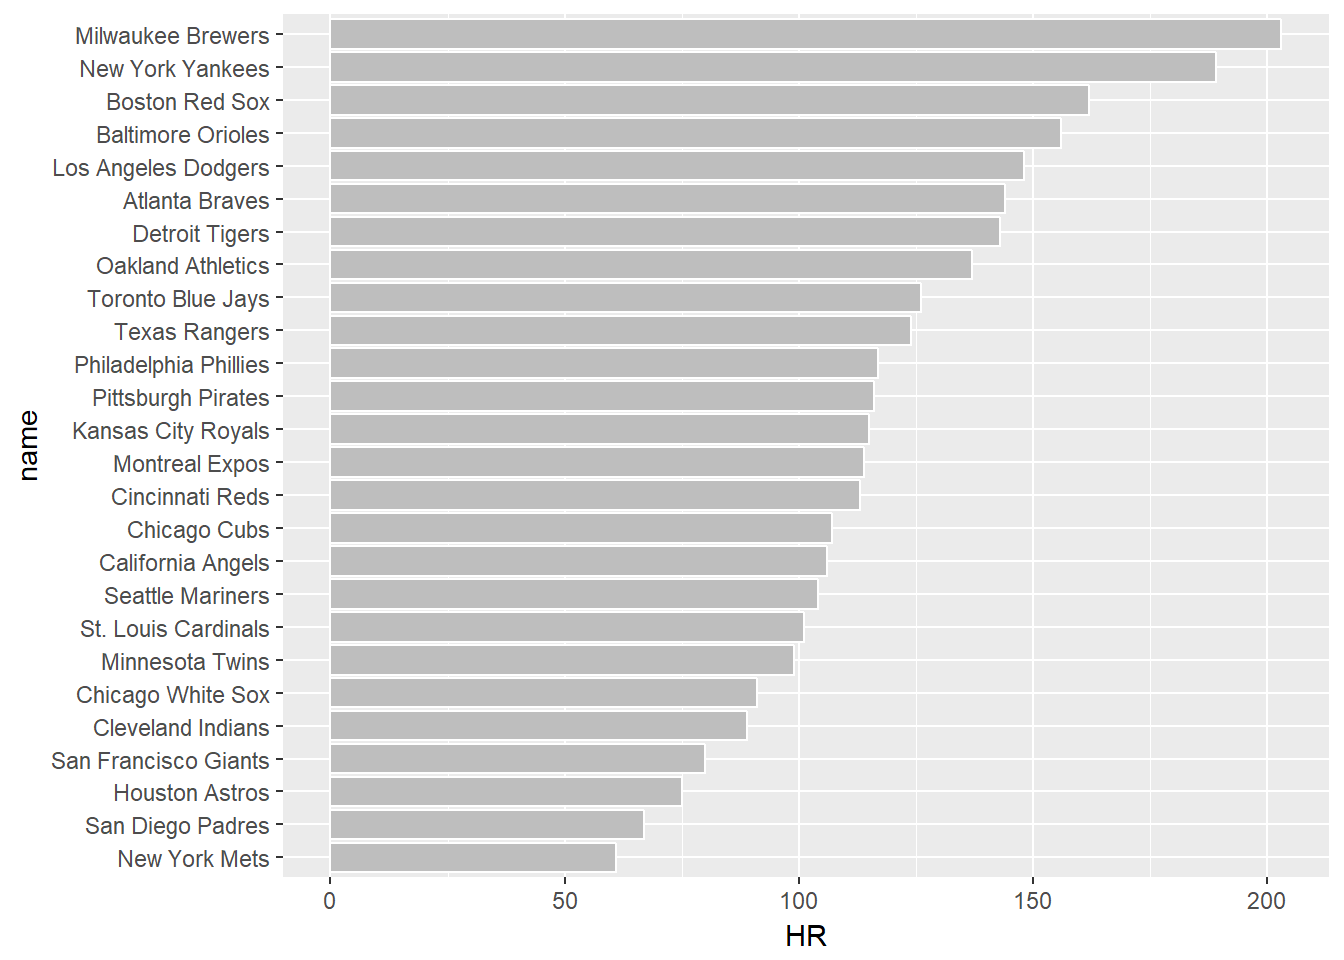 Milwaukee Brewers
New York Yankees
Boston Red Sox
Baltimore Orioles
Los Angeles Dodgers
Atlanta Braves
Detroit Tigers
Oakland Athletics
Toronto Blue Jays
Texas Rangers
Philadelphia Phillies
Pittsburgh Pirates
Kansas City Royals
Montreal Expos
Cincinnati Reds
Chicago Cubs
California Angels
Seattle Mariners
St. Louis Cardinals
Minnesota Twins
Chicago White Sox
Cleveland Indians
San Francisco Giants
Houston Astros
San Diego Padres
New York Mets
name
0 50 100 150 200
HR